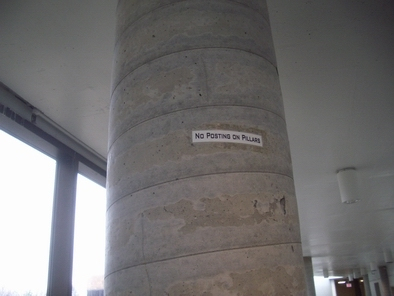 No Posting on Pillars